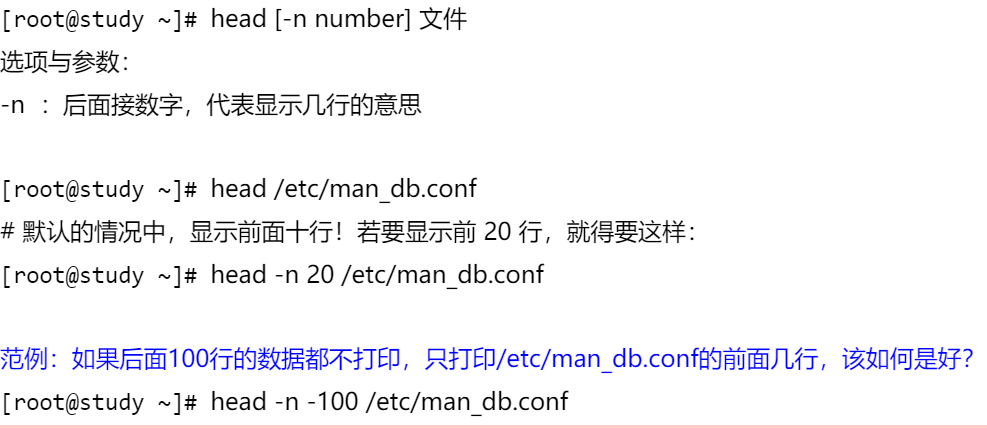 [root@study ~]# head [-n number] 文件
选项与参数：
-n ：后面接数字，代表显示几行的意思
[root@study ~]# head /etc/man_db.conf
# 默认的情况中，显示前面十行！若要显示前 20 行，就得要这样：
[root@study ~]# head -n 20 /etc/man_db.conf
范例：如果后面100行的数据都不打印，只打印/etc/man_db.conf的前面几行，该如何是好？
[root@study ~]# head -n -100 /etc/man_db.conf